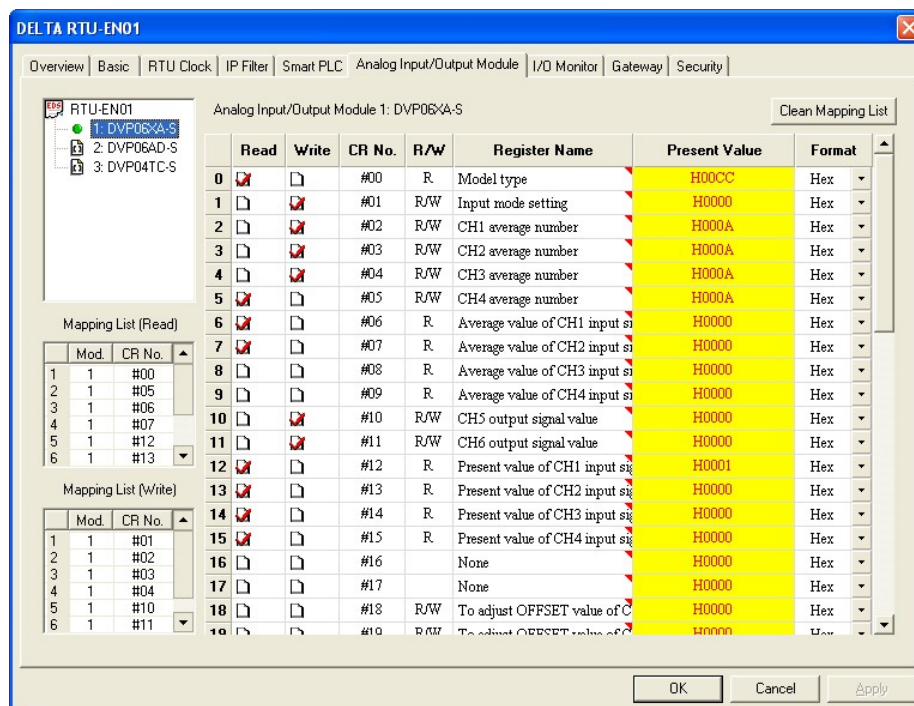 DELTA RTU-EN01
Overview Basic RTU Clock IP Filter Smart PLC Analog Input/Output Module I/O Monitor Gateway Security
EDS RTU-EN01
1: DVP06XA-S
2: DVP06AD-S
3: DVP04TC-S
Mapping List (Read)
Mod. CR No.
1 1 #00
2 1 #05
3 1 #06
4 1 #07
5 1 #12
6 1 #13
Mapping List (Write)
Mod. CR No.
1 1 #01
2 1 #02
3 1 #03
4 1 #04
5 1 #10
6 1 #11
Analog Input/Output Module 1: DVP06XA-S Clean Mapping List
Read Write CR No. R/W Register Name Present Value Format
0 #00 R Model type H00CC Hex
1 #01 R/W Input mode setting H0000 Hex
2 #02 R/W CH1 average number H000A Hex
3 #03 R/W CH2 average number H000A Hex
4 #04 R/W CH3 average number H000A Hex
5 #05 R/W CH4 average number H000A Hex
6 #06 R Average value of CH1 input si H0000 Hex
7 #07 R Average value of CH2 input si H0000 Hex
8 #08 R Average value of CH3 input si H0000 Hex
9 #09 R Average value of CH4 input si H0000 Hex
10 #10 R/W CH5 output signal value H0000 Hex
11 #11 R/W CH6 output signal value H0000 Hex
12 #12 R Present value of CH1 input sig H0001 Hex
13 #13 R Present value of CH2 input sig H0000 Hex
14 #14 R Present value of CH3 input sig H0000 Hex
15 #15 R Present value of CH4 input sig H0000 Hex
16 #16 None H0000 Hex
17 #17 None H0000 Hex
18 #18 R/W To adjust OFFSET value of C H0000 Hex
19 #19 R/W To adjust OFFSET value of C H0000 Hex
OK Cancel Apply